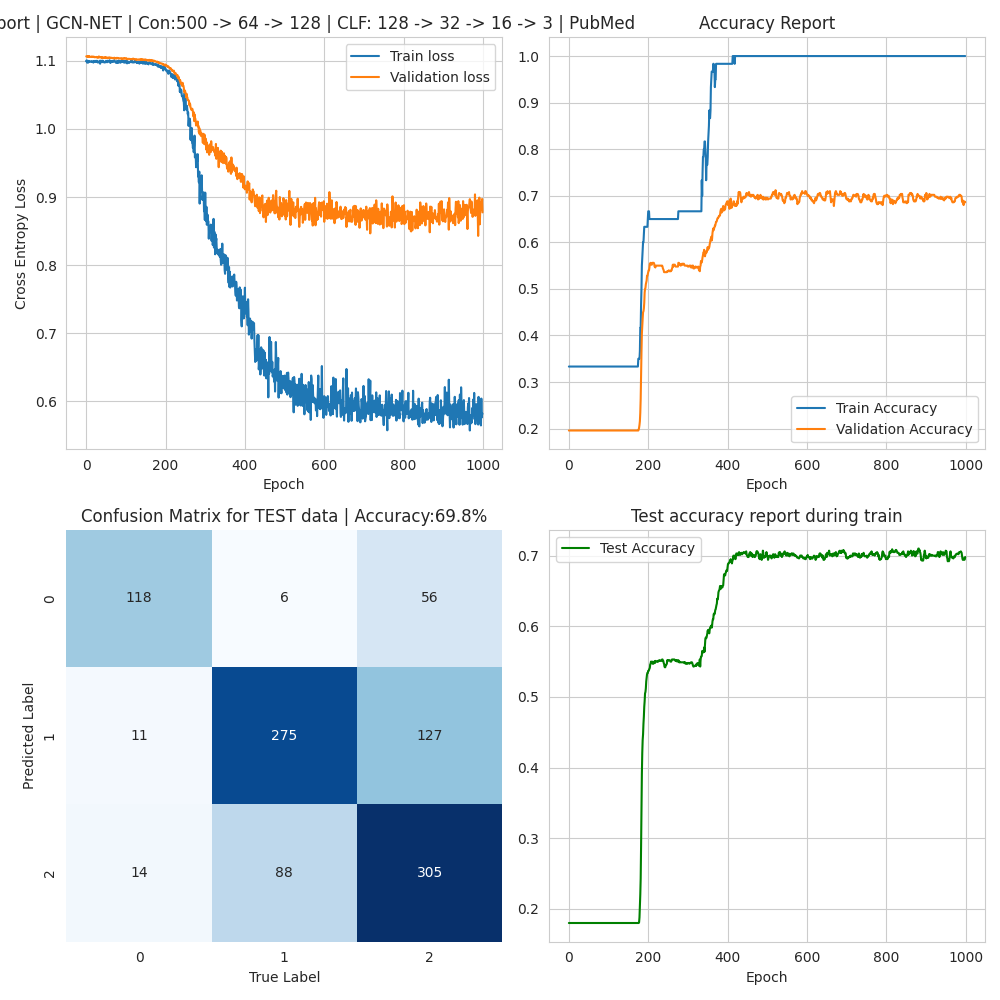 port | GCN-NET | Con:500 -> 64 -> 128 | CLF: 128 -> 32 -> 16 -> 3 | PubMed
Train loss
Validation loss
1.1
1.0
0.9
0.8
0.7
0.6
Cross Entropy Loss
0 200 400 600 800 1000
Epoch
Accuracy Report
1.0
0.9
0.8
0.7
0.6
0.5
0.4
0.3
0.2
Train Accuracy
Validation Accuracy
0 200 400 600 800 1000
Epoch
Confusion Matrix for TEST data | Accuracy:69.8%
0 118 6 56
1 11 275 127
2 14 88 305
Predicted Label
0 1 2
True Label
Test accuracy report during train
Test Accuracy
0.7
0.6
0.5
0.4
0.3
0.2
0 200 400 600 800 1000
Epoch